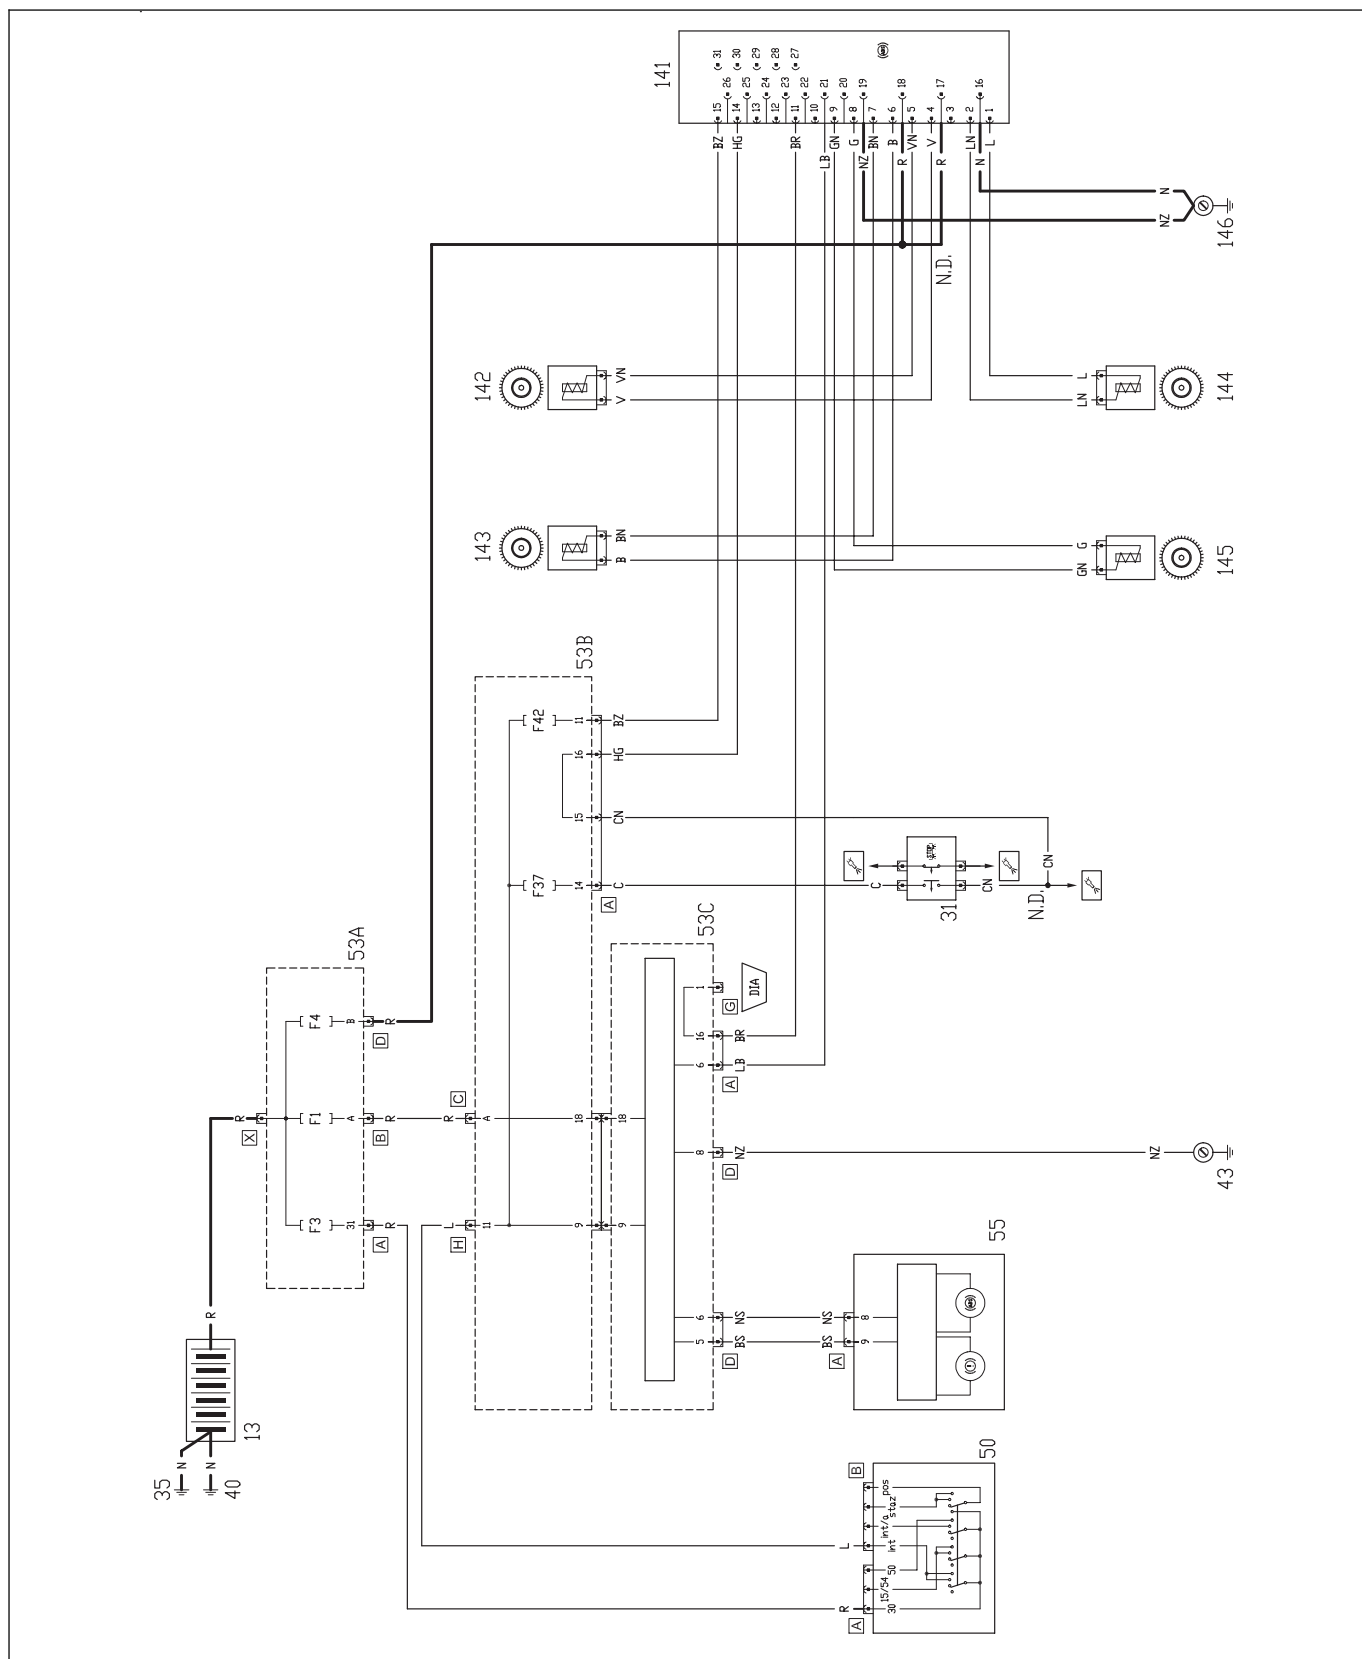 141
31 30 29 28 27
26 25 24 23 22 21 20 19 18 17 16
15 14 13 12 11 10 9 8 7 6 5 4 3 2 1
BZ HG BR LB GN G NZ BN B R VN V R LN N L
N
NZ
146
N.D.
142
VN
V
L
LN
144
143
BN
B
G
GN
145
53B
F42
11
BZ
16
HG
15
CN
F37
14
C
A
C
STOP
CN
CN
31
N.D.
53A
53C
F4
B
R
D
DIA
1
G
16
BR
6
LB
A
R
X
F1
A
R
B
R
C
A
18
18
8
NZ
D
NZ
43
F3
31
R
A
L
H
11
9
9
R
13
N
35
N
40
6
NS
NS
8
5
BS
BS
9
D
A
55
50
B
pos
staz
int/a
int
L
50
15/54
30
R
A